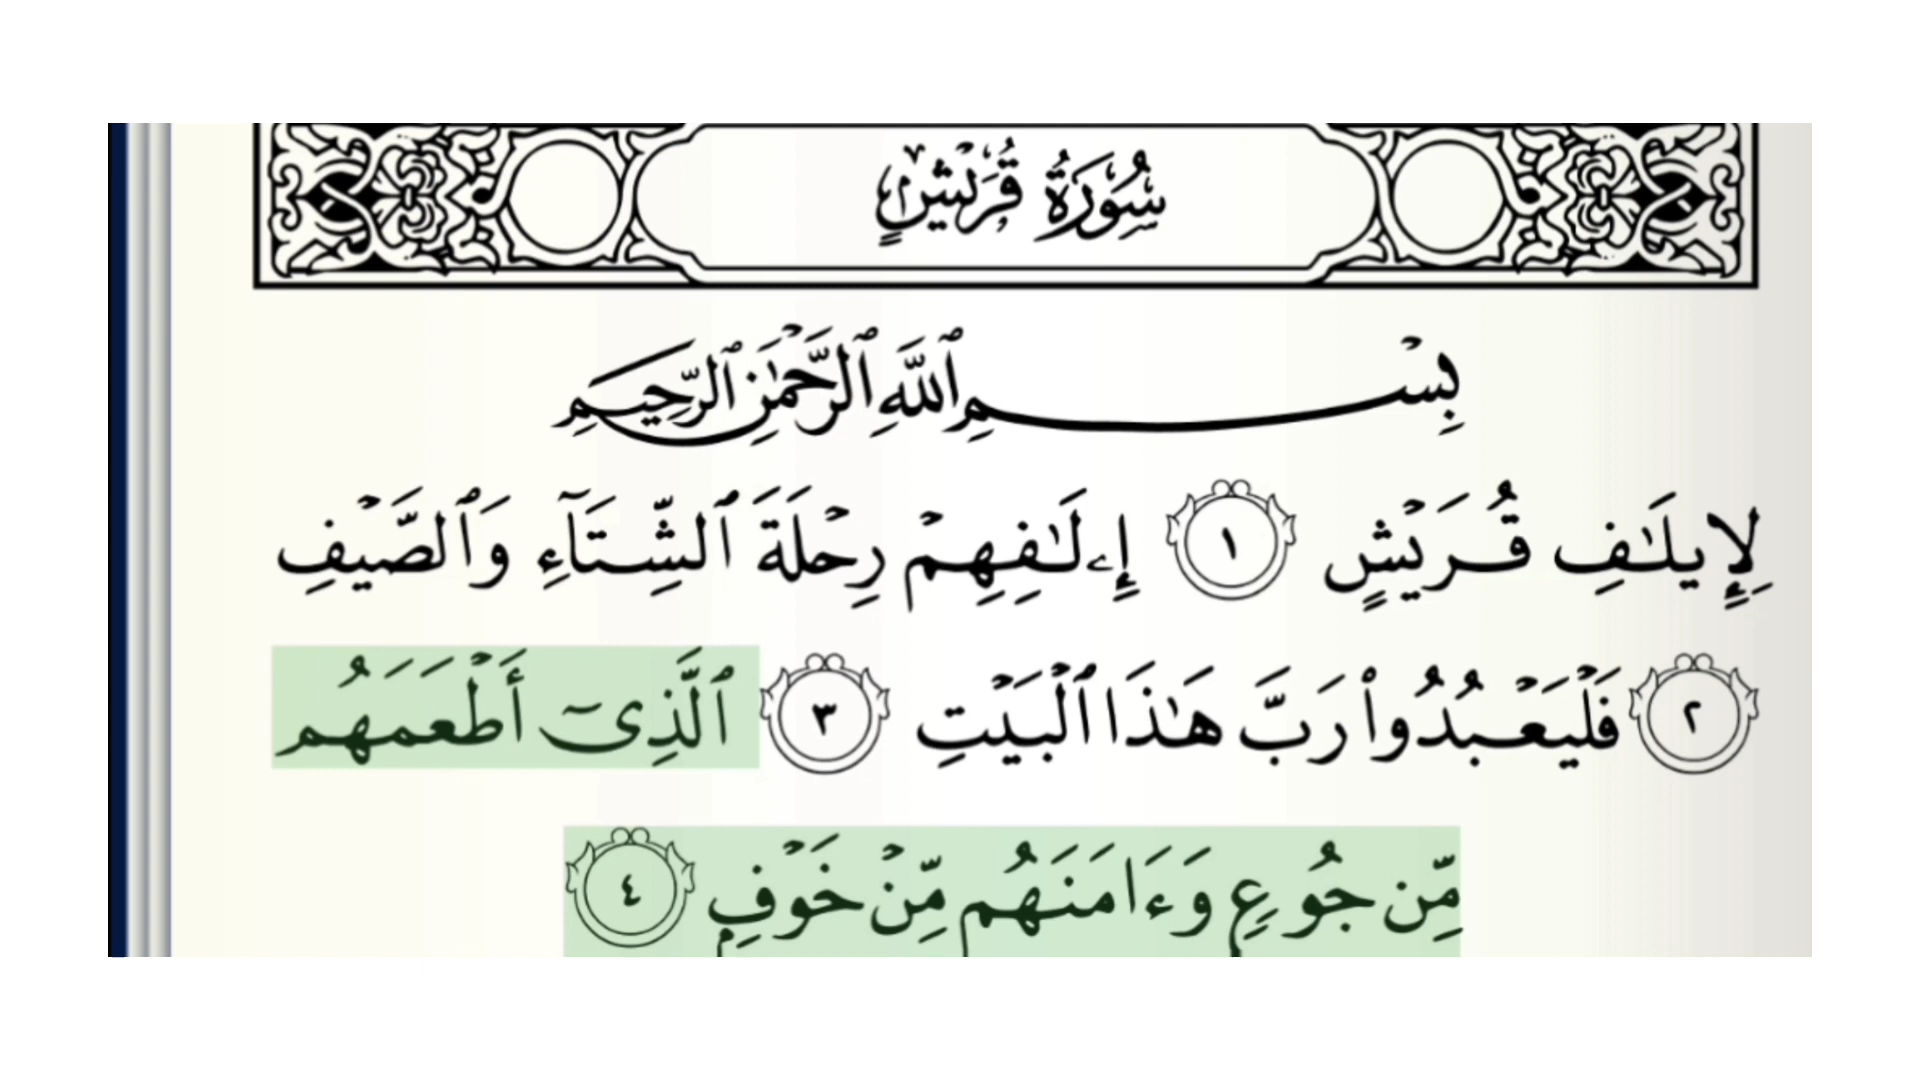 سُورَةُ قُرَيْشٍ
بِسْمِ ٱللَّهِ ٱلرَّحْمَٰنِ ٱلرَّحِيمِ
لِإِيلَٰفِ قُرَيْشٍ ١ إِۦلَٰفِهِمْ رِحْلَةَ ٱلشِّتَآءِ وَٱلصَّيْفِ
٢ فَلْيَعْبُدُوا۟ رَبَّ هَٰذَا ٱلْبَيْتِ ٣ ٱلَّذِىٓ أَطْعَمَهُم
مِّن جُوعٍ وَءَامَنَهُم مِّنْ خَوْفٍۭ ٤